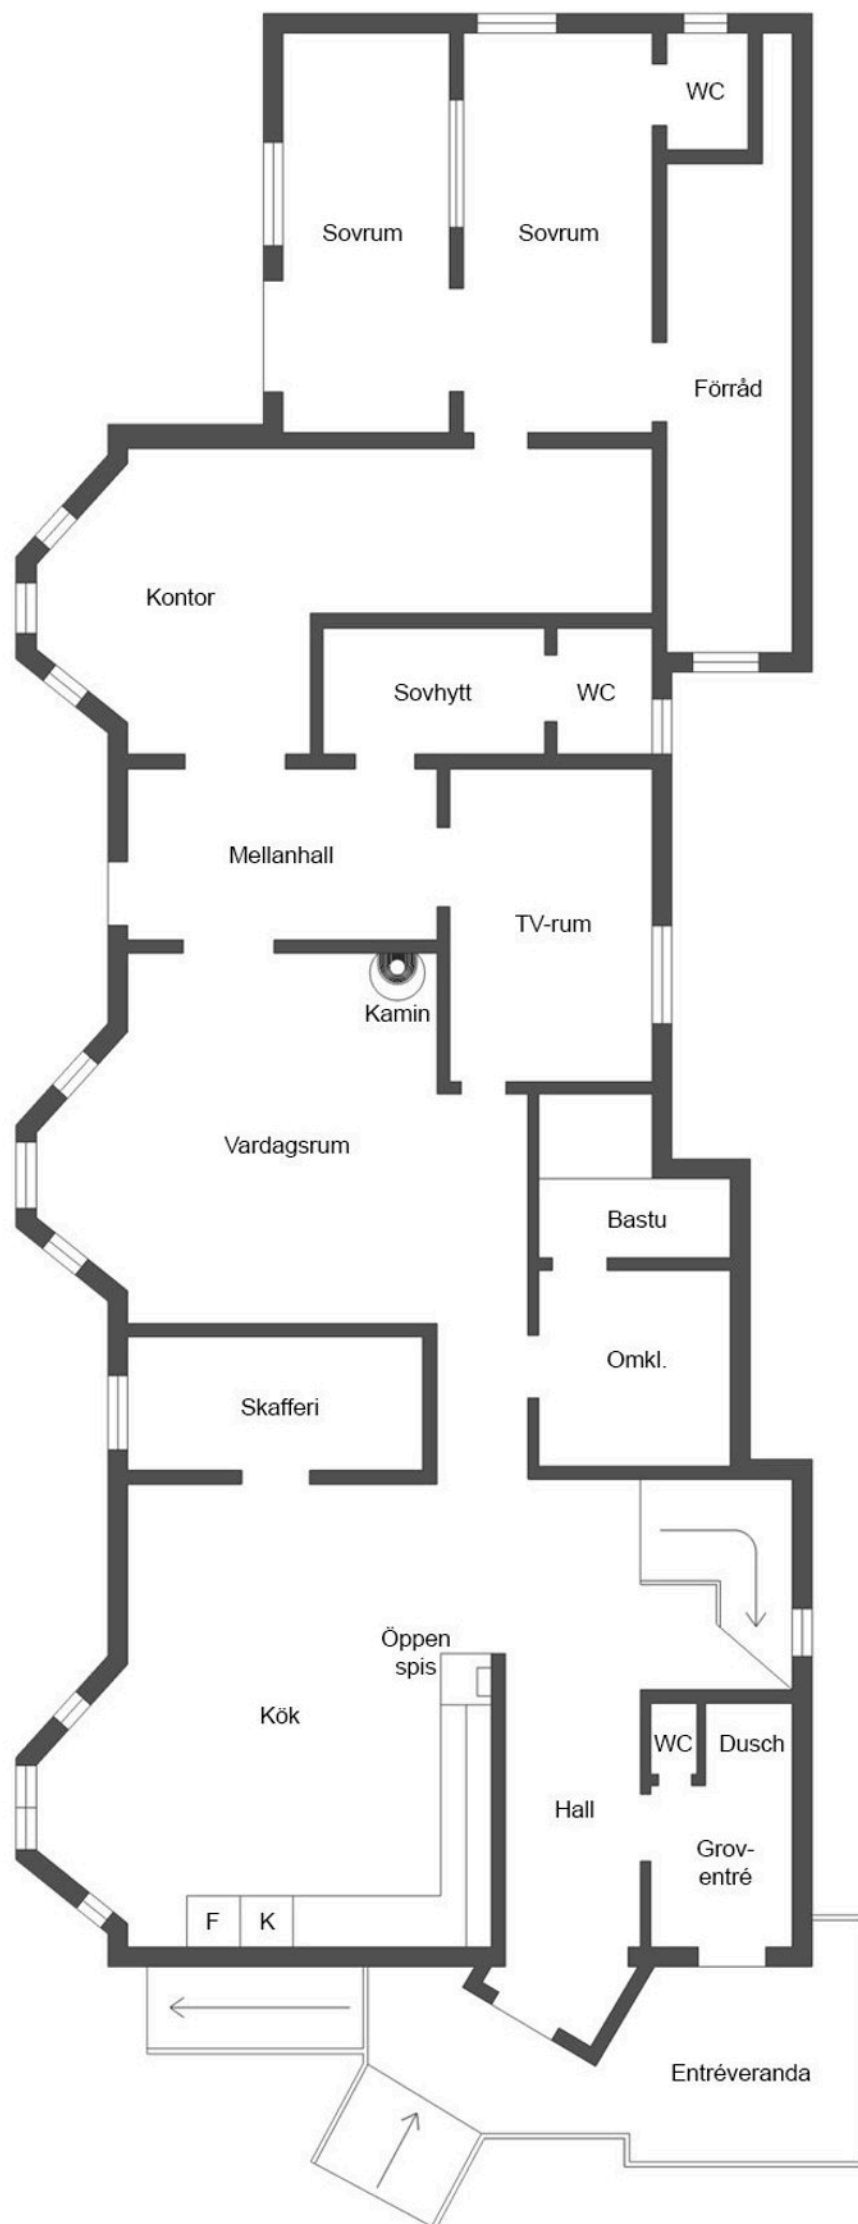 WC
Sovrum
Sovrum
Förråd
Kontor
Sovhytt
WC
Mellanhall
TV-rum
Kamin
Vardagsrum
Bastu
Omkl.
Skafferi
Öppen
spis
Kök
WC
Dusch
Hall
Grov-
entré
F
K
Entréveranda